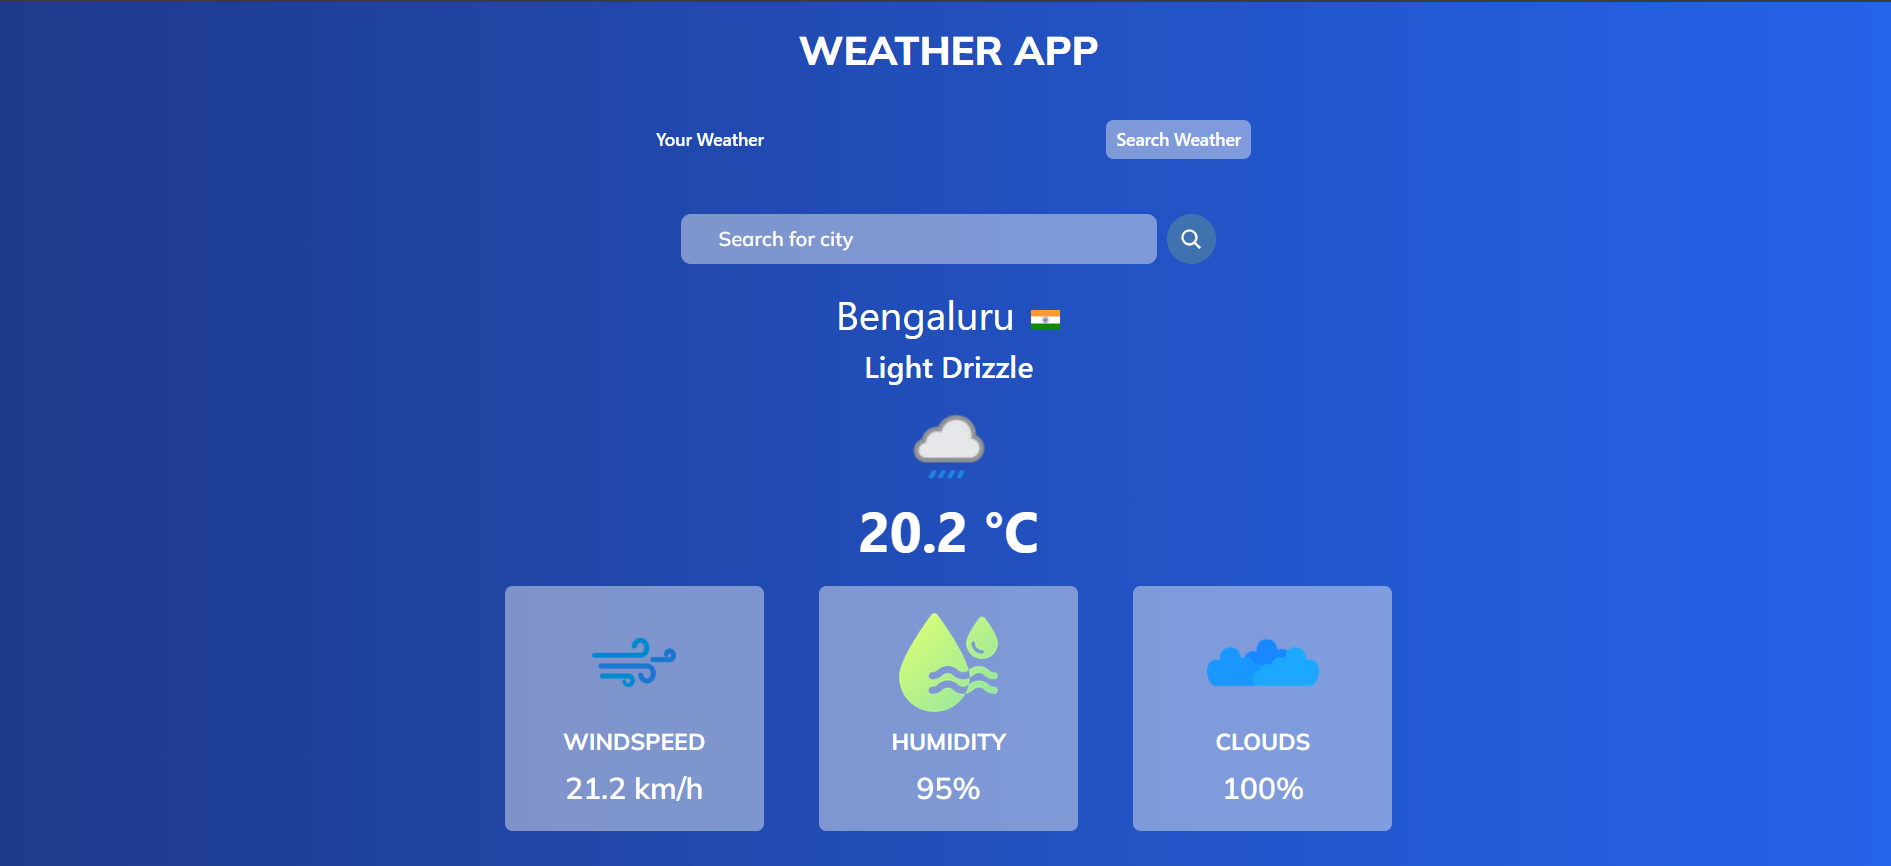 WEATHER APP
Your Weather
Search Weather
Search for city
Bengaluru
Light Drizzle
20.2 °C
WINDSPEED
21.2 km/h
HUMIDITY
95%
CLOUDS
100%